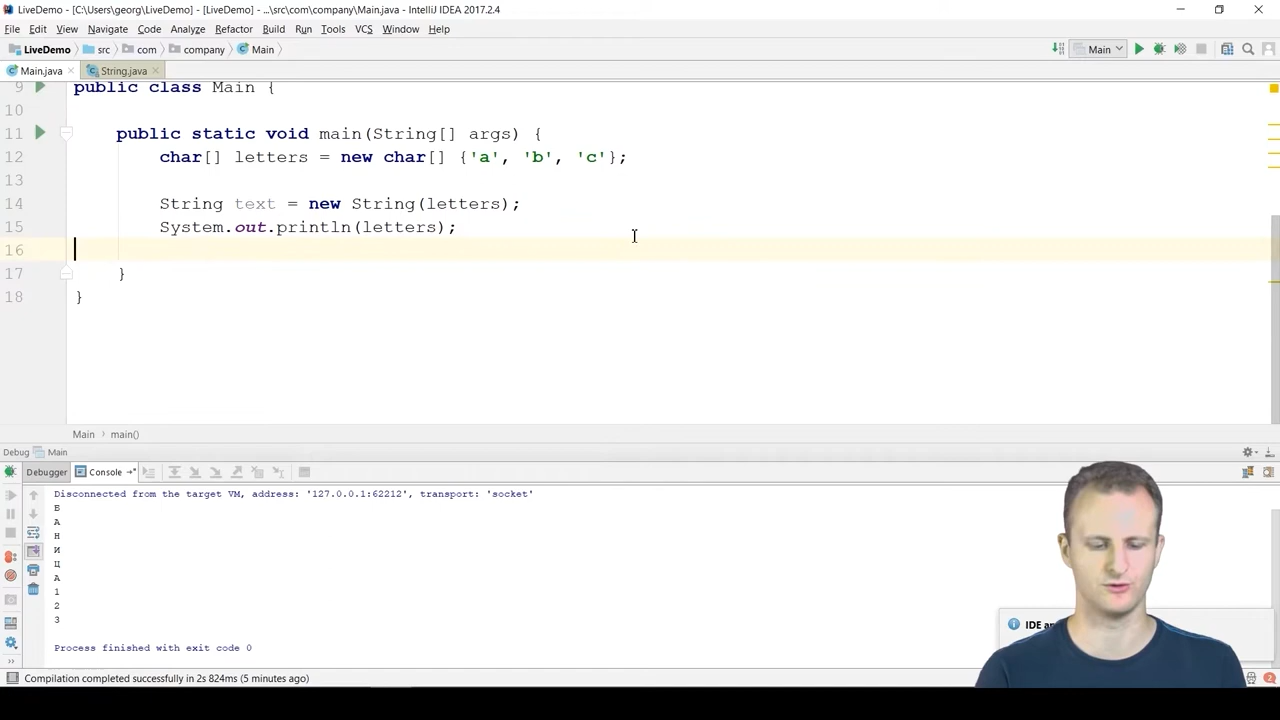 LiveDemo - [C:\Users\georg\LiveDemo] - [LiveDemo] - ...\src\com\company\Main.java - IntelliJ IDEA 2017.2.4
File Edit View Navigate Code Analyze Refactor Build Run Tools VCS Window Help
LiveDemo src com company Main Main
Main.java String.java
9 public class Main {
10
11 public static void main(String[] args) {
12 char[] letters = new char[] {'a', 'b', 'c'};
13
14 String text = new String(letters);
15 System.out.println(letters);
16
17 }
18 }
Main main()
Debug Main
Debugger Console
Disconnected from the target VM, address: '127.0.0.1:62212', transport: 'socket'
Б
А
Н
И
Ц
А
1
2
3
IDE
Process finished with exit code 0
Compilation completed successfully in 2s 824ms (5 minutes ago)
2